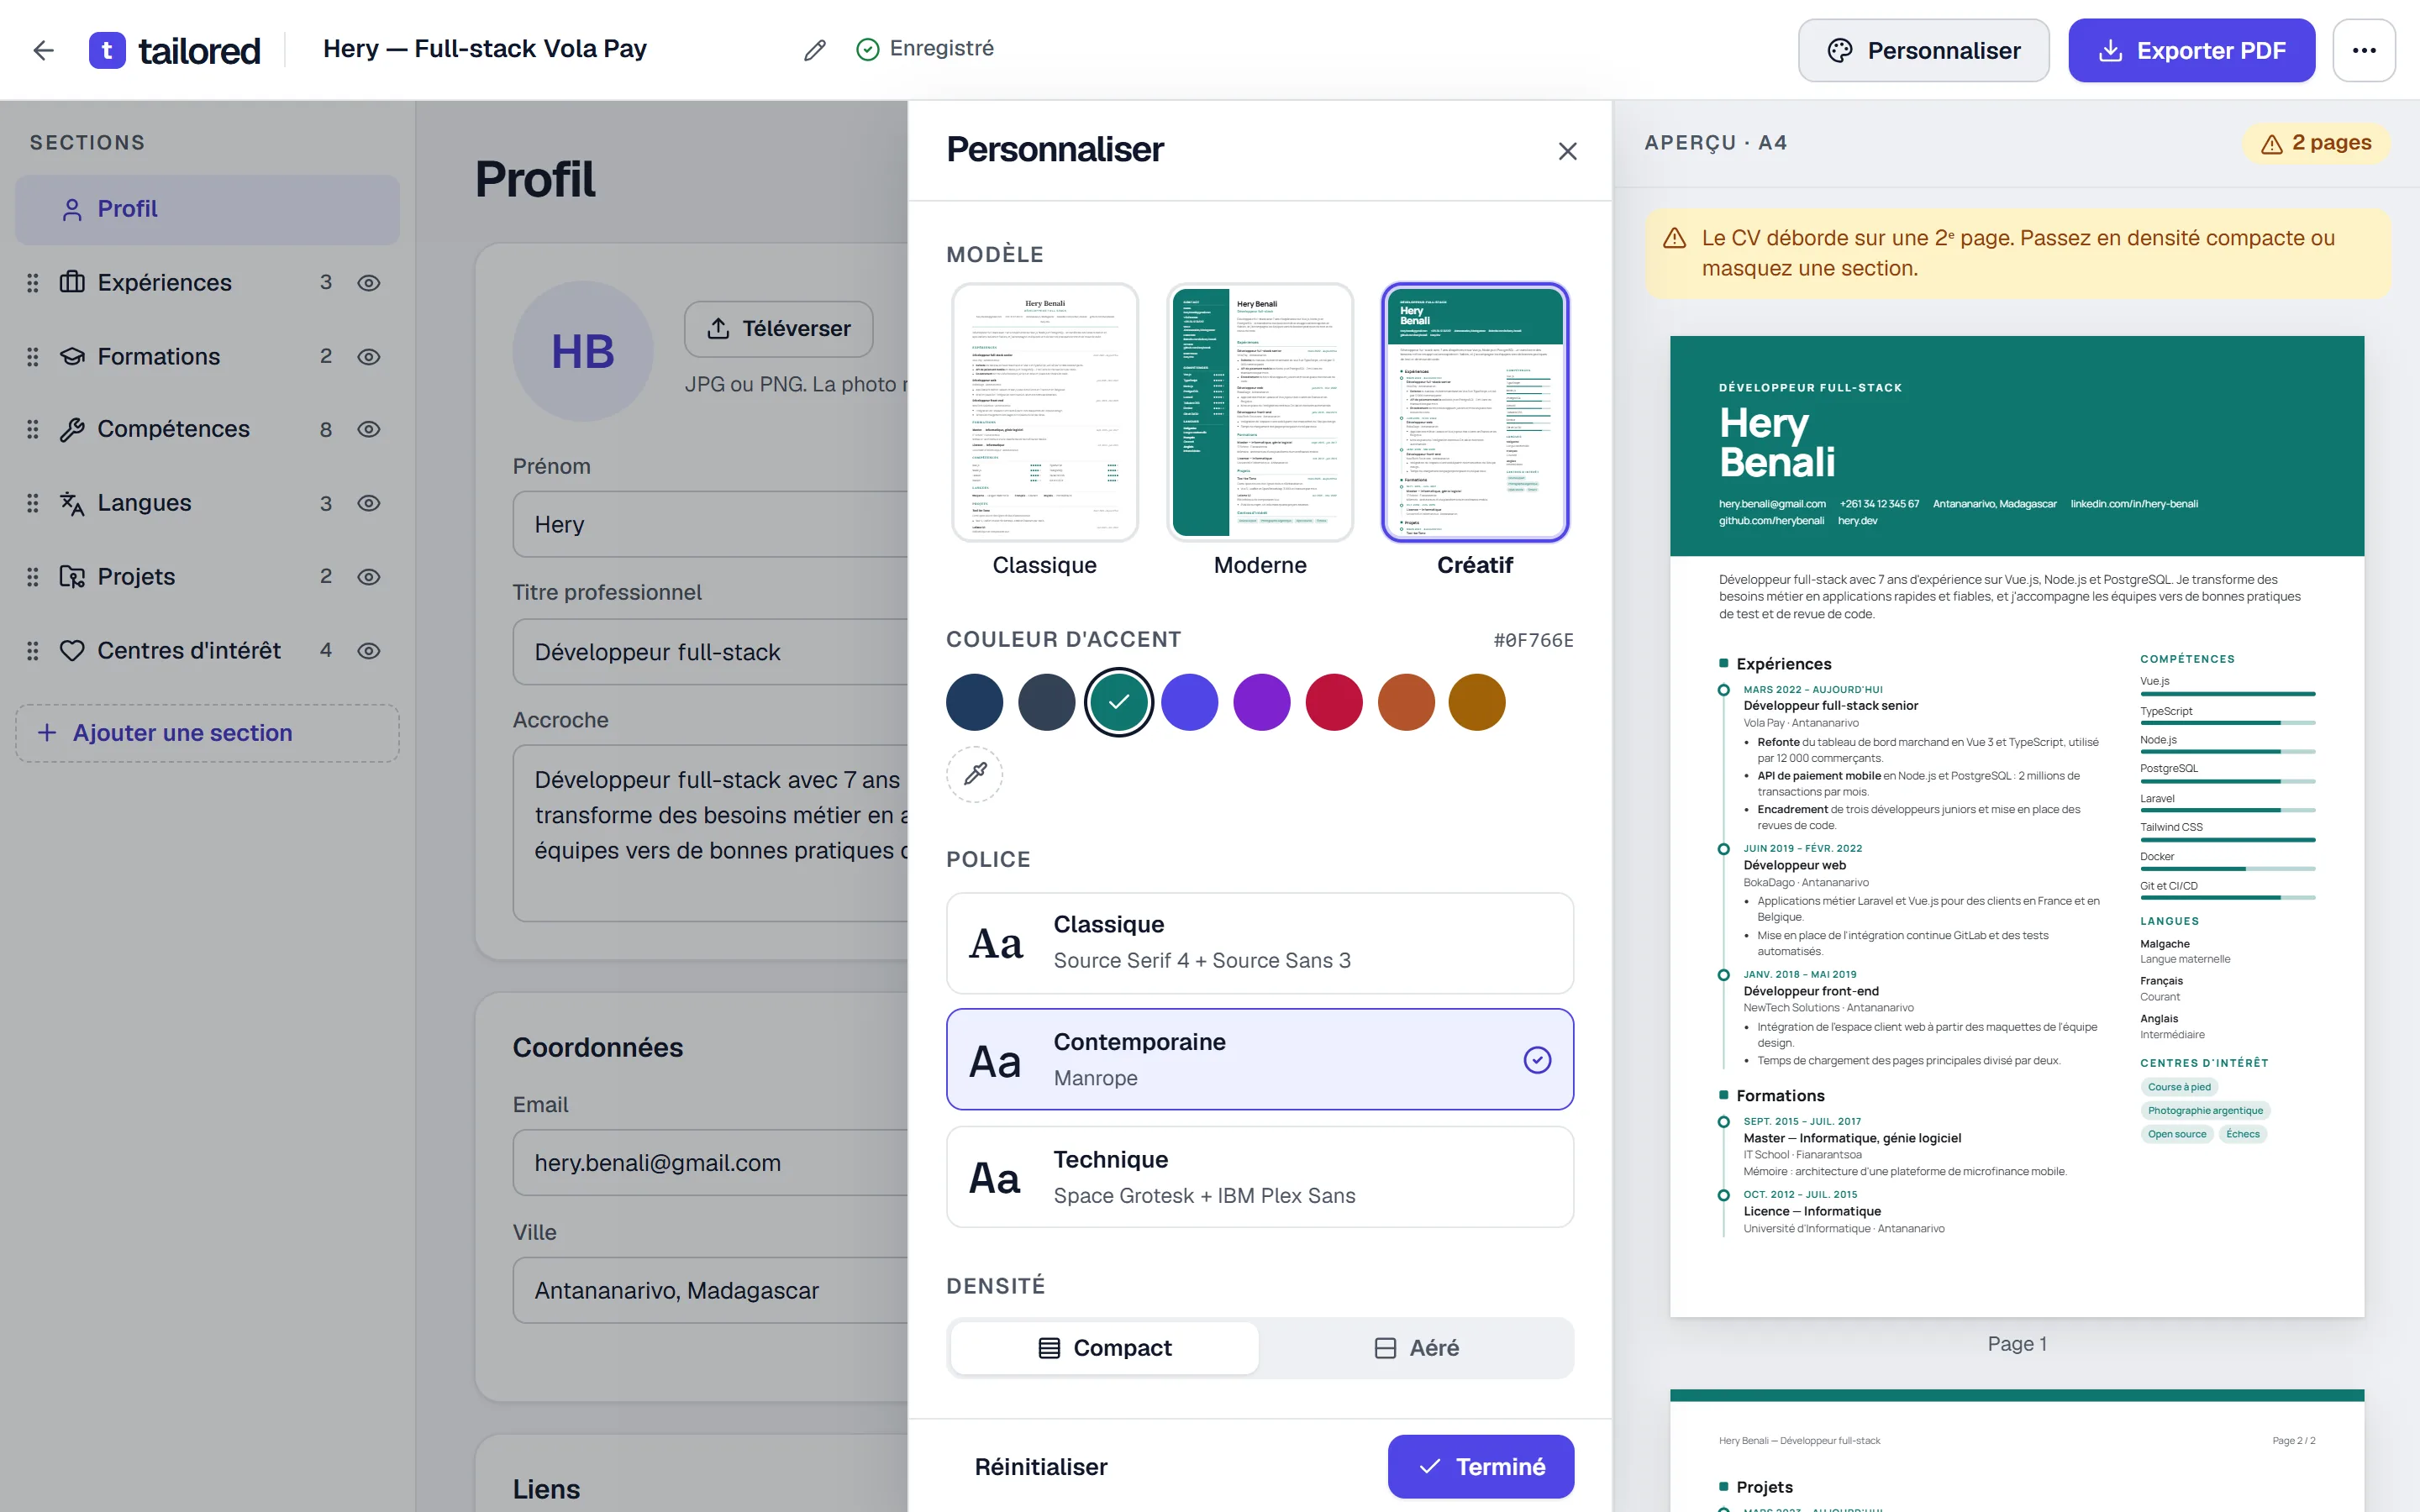 t tailored
Hery — Full-stack Vola Pay
Enregistré
Personnaliser
Exporter PDF
SECTIONS
Profil
Expériences 3
Formations 2
Compétences 8
Langues 3
Projets 2
Centres d'intérêt 4
Ajouter une section
Profil
HB
Téléverser
JPG ou PNG. La photo
Prénom
Hery
Titre professionnel
Développeur full-stack
Accroche
Développeur full-stack avec 7 ans
transforme des besoins métier en
équipes vers de bonnes pratiques
Coordonnées
Email
hery.benali@gmail.com
Ville
Antananarivo, Madagascar
Liens
Personnaliser
MODÈLE
Hery Benali
Hery Benali
Hery
Benali
Classique
Moderne
Créatif
COULEUR D'ACCENT
#0F766E
POLICE
Aa
Classique
Source Serif 4 + Source Sans 3
Aa
Contemporaine
Manrope
Aa
Technique
Space Grotesk + IBM Plex Sans
DENSITÉ
Compact
Aéré
Réinitialiser
Terminé
APERÇU · A4
2 pages
Le CV déborde sur une 2ᵉ page. Passez en densité compacte ou
masquez une section.
DÉVELOPPEUR FULL-STACK
Hery
Benali
hery.benali@gmail.com +261 34 12 345 67 Antananarivo, Madagascar linkedin.com/in/hery-benali
github.com/herybenali hery.dev
Développeur full-stack avec 7 ans d'expérience sur Vue.js, Node.js et PostgreSQL. Je transforme des
besoins métier en applications rapides et fiables, et j'accompagne les équipes vers de bonnes pratiques
de test et de revue de code.
Expériences
MARS 2022 – AUJOURD'HUI
Développeur full-stack senior
Vola Pay · Antananarivo
• Refonte du tableau de bord marchand en Vue 3 et TypeScript, utilisé
par 12 000 commerçants.
• API de paiement mobile en Node.js et PostgreSQL : 2 millions de
transactions par mois.
• Encadrement de trois développeurs juniors et mise en place des
revues de code.
JUIN 2019 – FÉVR. 2022
Développeur web
BokaDago · Antananarivo
• Applications métier Laravel et Vue.js pour des clients en France et en
Belgique.
• Mise en place de l'intégration continue GitLab et des tests
automatisés.
JANV. 2018 – MAI 2019
Développeur front-end
NewTech Solutions · Antananarivo
• Intégration de l'espace client web à partir des maquettes de l'équipe
design.
• Temps de chargement des pages principales divisé par deux.
Formations
SEPT. 2015 – JUIL. 2017
Master — Informatique, génie logiciel
IT School · Fianarantsoa
Mémoire : architecture d'une plateforme de microfinance mobile.
OCT. 2012 – JUIL. 2015
Licence — Informatique
Université d'Informatique · Antananarivo
COMPÉTENCES
Vue.js
TypeScript
Node.js
PostgreSQL
Laravel
Tailwind CSS
Docker
Git et CI/CD
LANGUES
Malgache
Langue maternelle
Français
Courant
Anglais
Intermédiaire
CENTRES D'INTÉRÊT
Course à pied
Photographie argentique
Open source
Échecs
Page 1
Hery Benali — Développeur full-stack
Page 2 / 2
Projets